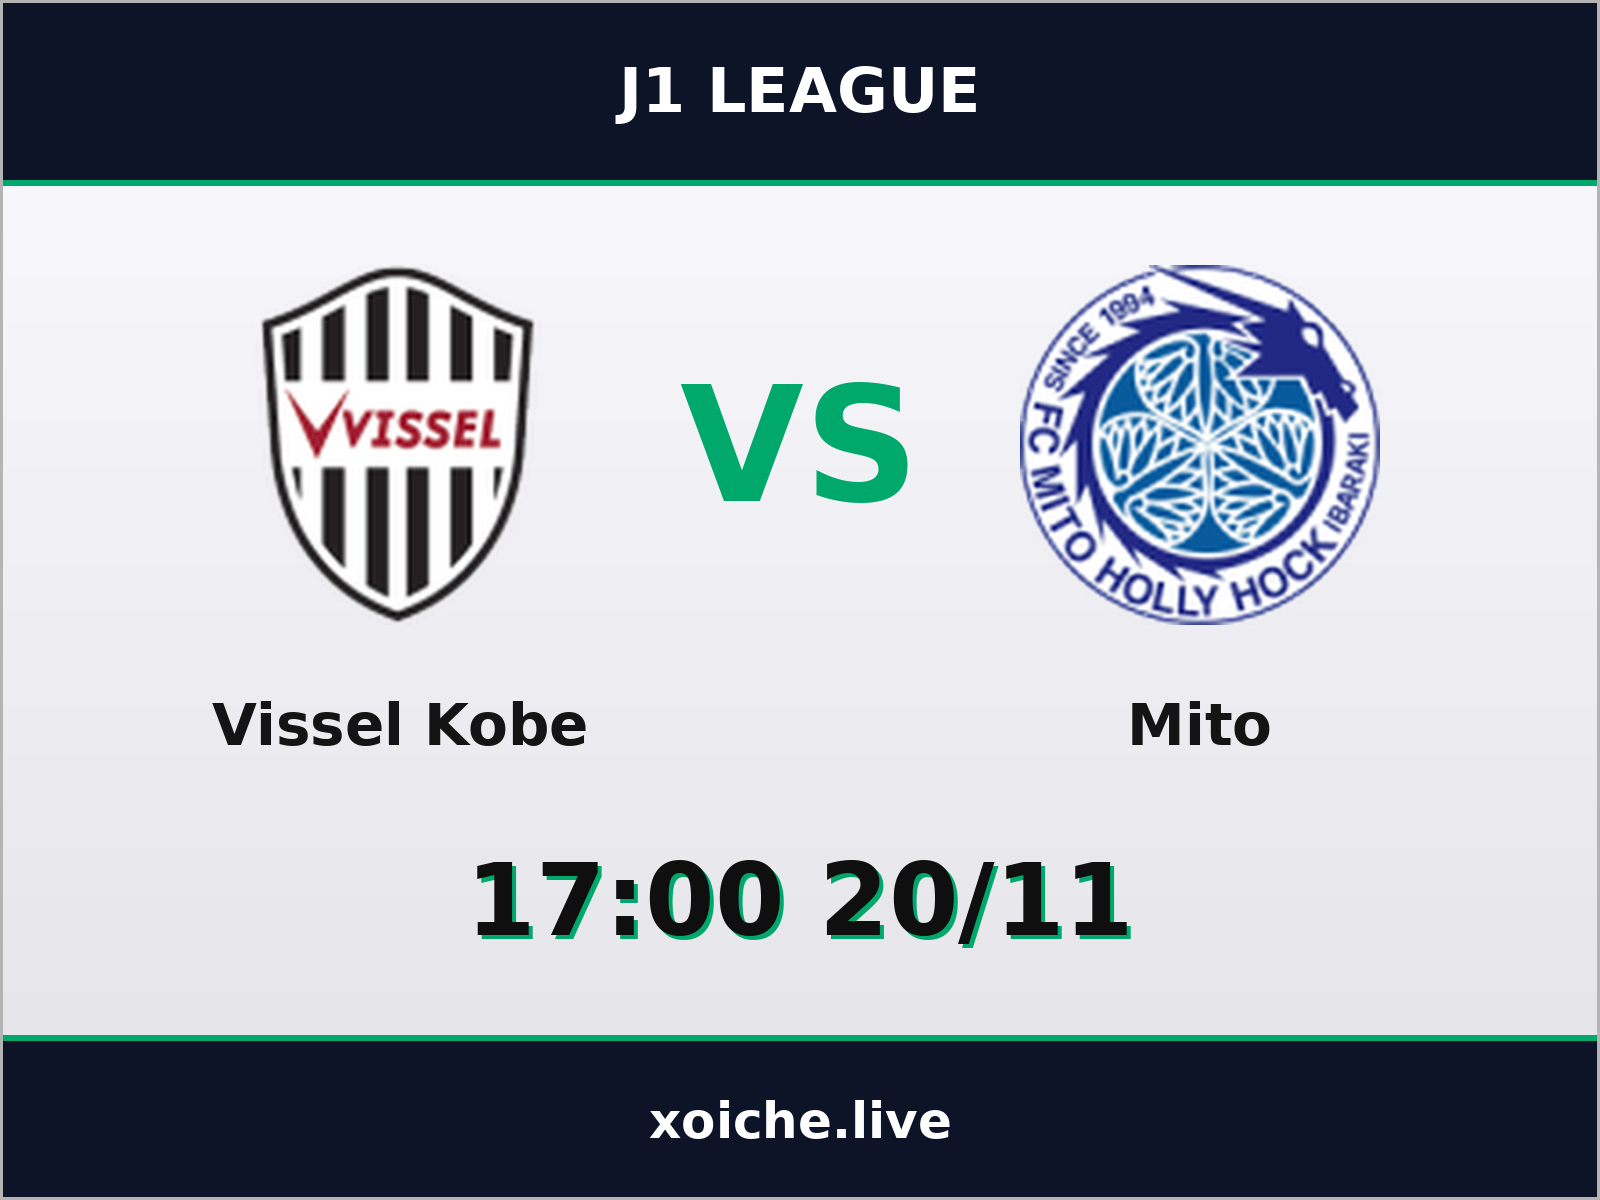 J1 LEAGUE
VISSEL
VS
SINCE 1994
FC MITO HOLLY HOCK IBARAKI
Vissel Kobe
Mito
17:00 20/11
xoiche.live